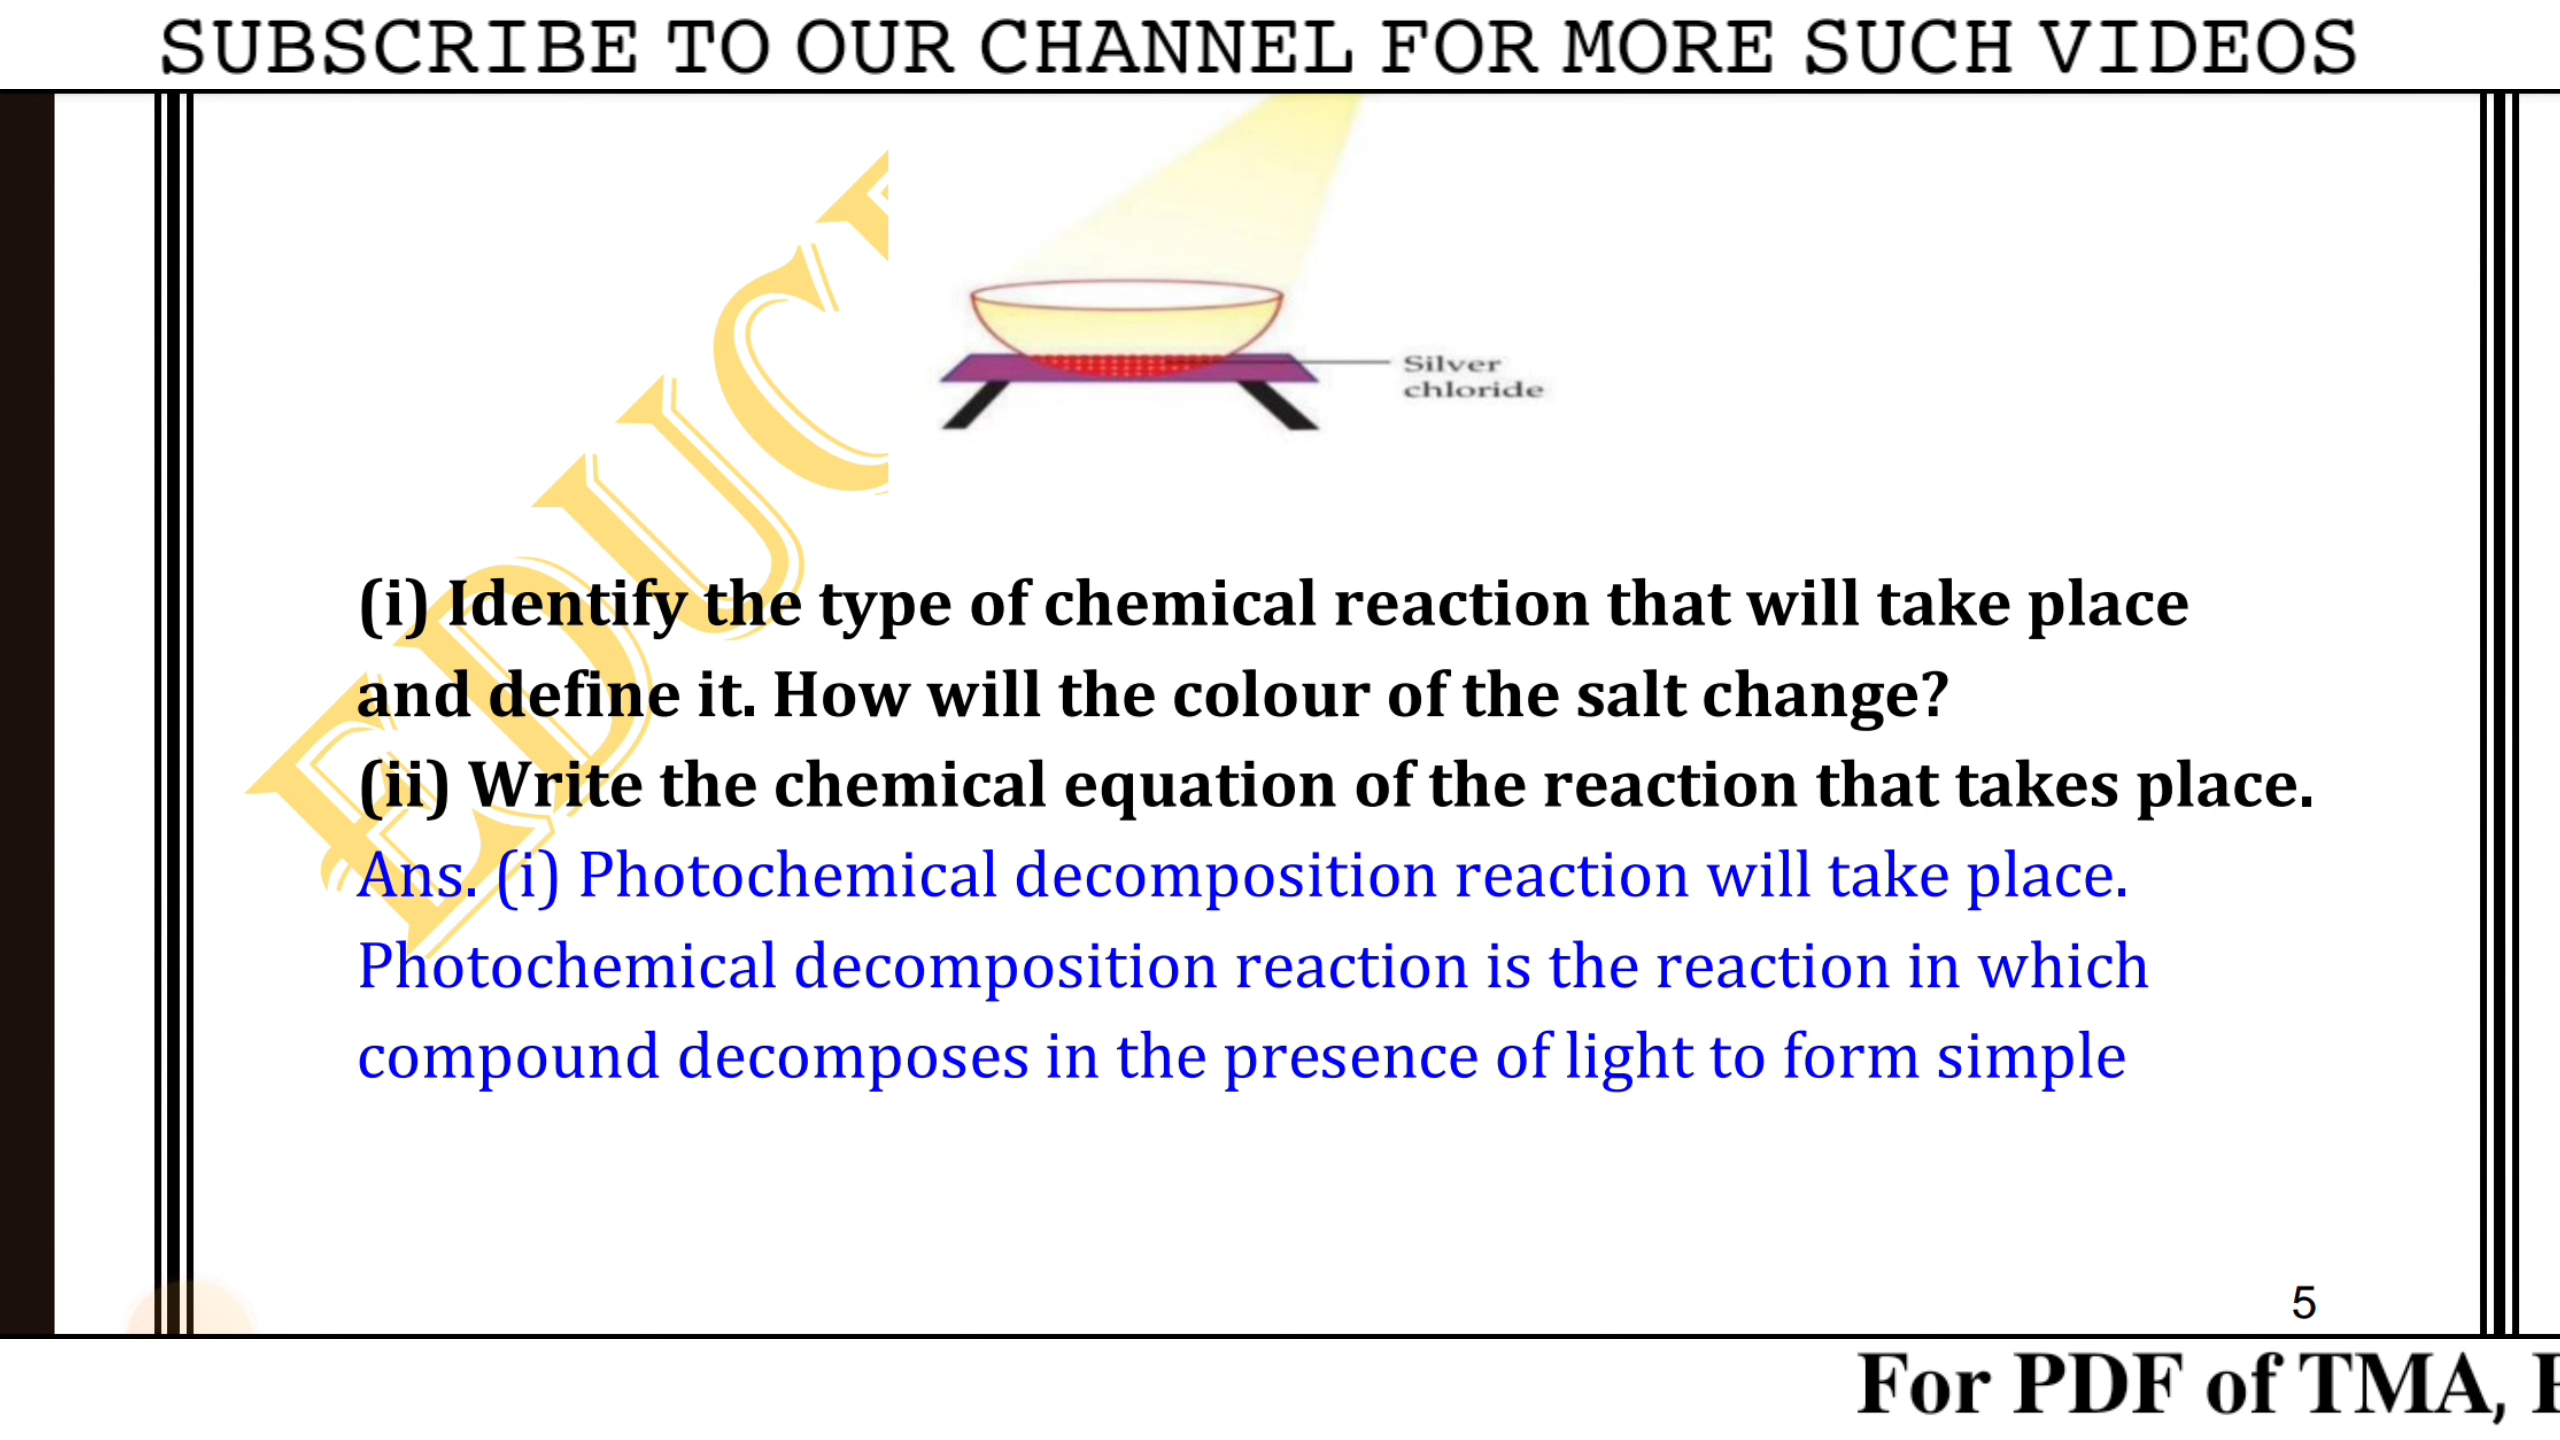 SUBSCRIBE TO OUR CHANNEL FOR MORE SUCH VIDEOS
EDUC
Silver
chloride
(i) Identify the type of chemical reaction that will take place
and define it. How will the colour of the salt change?
(ii) Write the chemical equation of the reaction that takes place.
Ans. (i) Photochemical decomposition reaction will take place.
Photochemical decomposition reaction is the reaction in which
compound decomposes in the presence of light to form simple
5
For PDF of TMA,